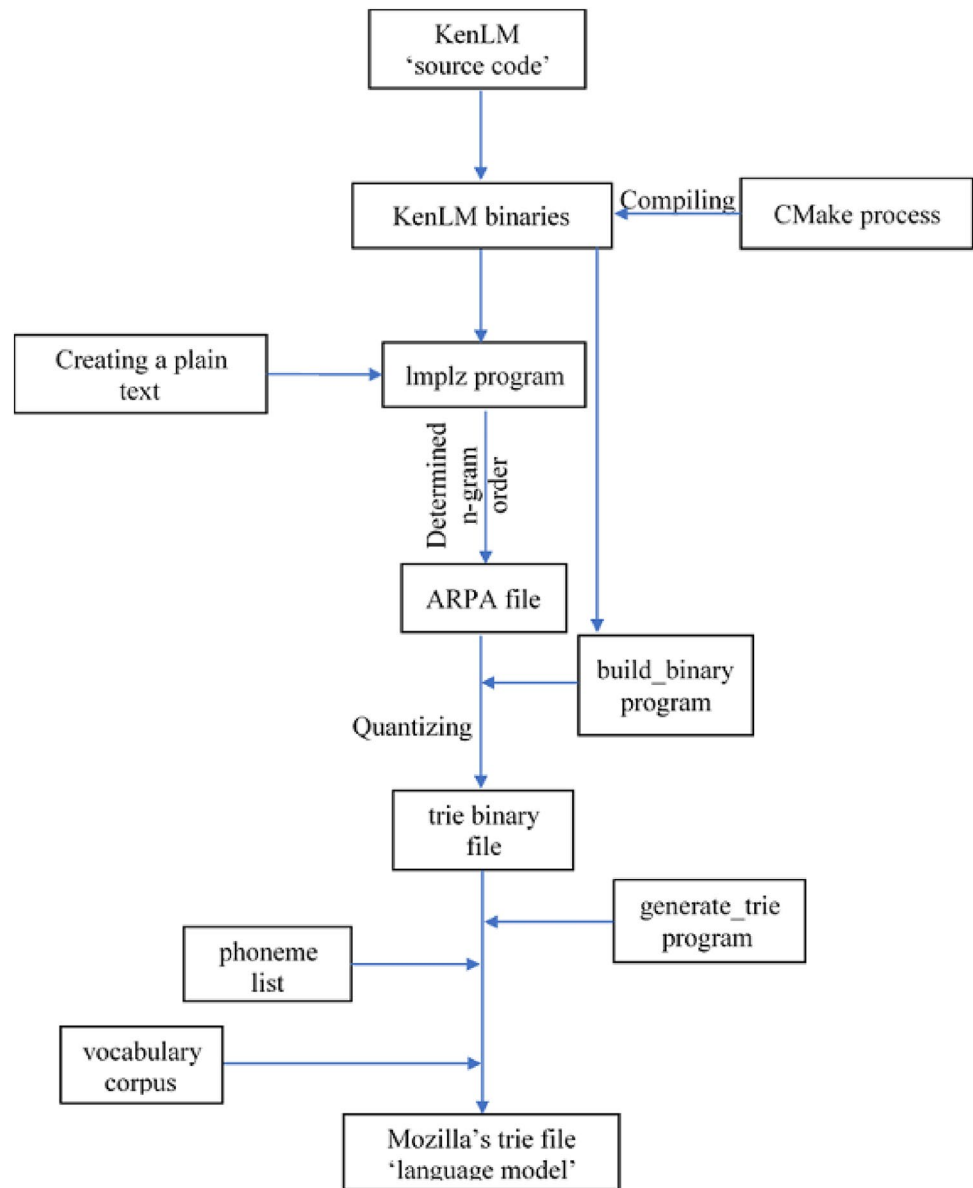 KenLM
‘source code’
KenLM binaries
Compiling
CMake process
Creating a plain
text
lmplz program
Determined
n-gram
order
ARPA file
build_binary
program
Quantizing
trie binary
file
generate_trie
program
phoneme
list
vocabulary
corpus
Mozilla’s trie file
‘language model’